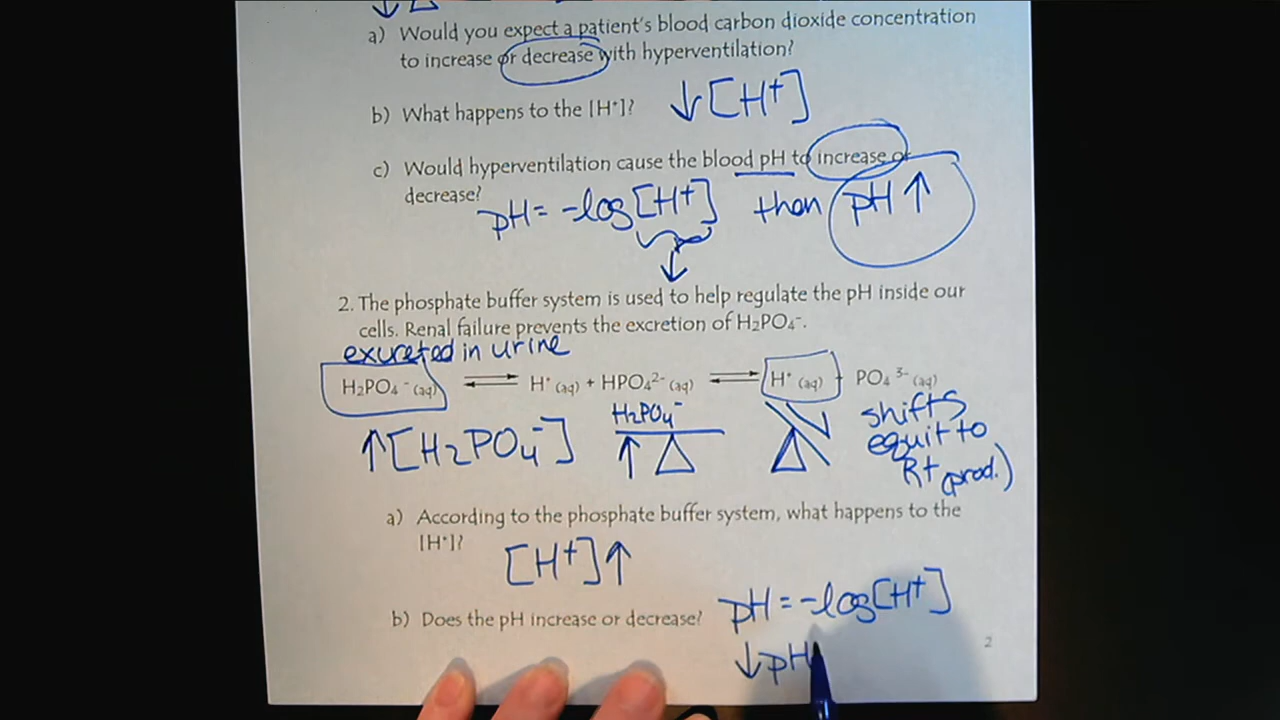 a) Would you expect a patient's blood carbon dioxide concentration
to increase or decrease with hyperventilation?
b) What happens to the [H⁺]? ↓[H⁺]
c) Would hyperventilation cause the blood pH to increase or
decrease?
pH = -log[H⁺] then pH ↑
↓
2. The phosphate buffer system is used to help regulate the pH inside our
cells. Renal failure prevents the excretion of H₂PO₄⁻.
excreted in urine
H₂PO₄⁻ (aq) ⇌ H⁺ (aq) + HPO₄²⁻ (aq) ⇌ H⁺ (aq) + PO₄³⁻ (aq)
↑[H₂PO₄⁻] H₂PO₄⁻ ↑ shifts
equil to
Rt (prod.)
a) According to the phosphate buffer system, what happens to the
[H⁺]?
[H⁺]↑
b) Does the pH increase or decrease? pH = -log[H⁺]
↓pH
2